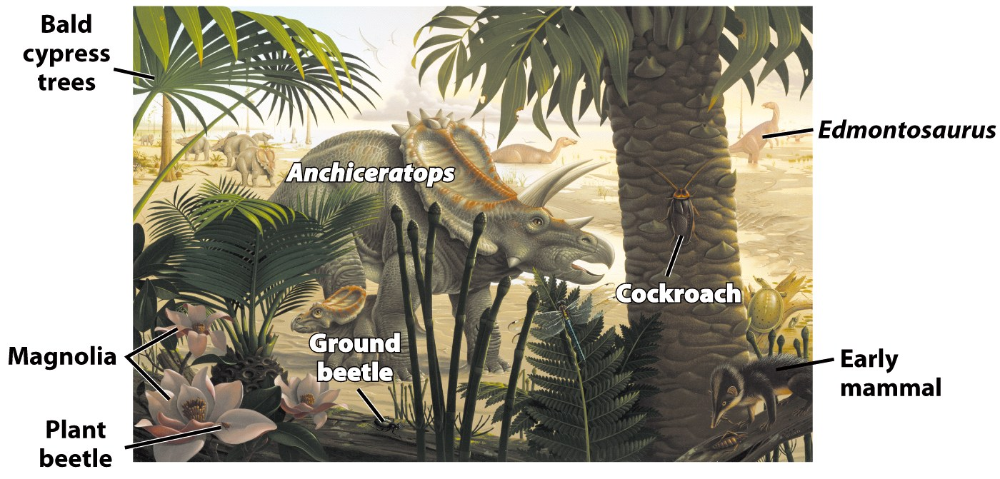 Bald
cypress
trees
Edmontosaurus
Anchiceratops
Cockroach
Ground
beetle
Magnolia
Early
mammal
Plant
beetle